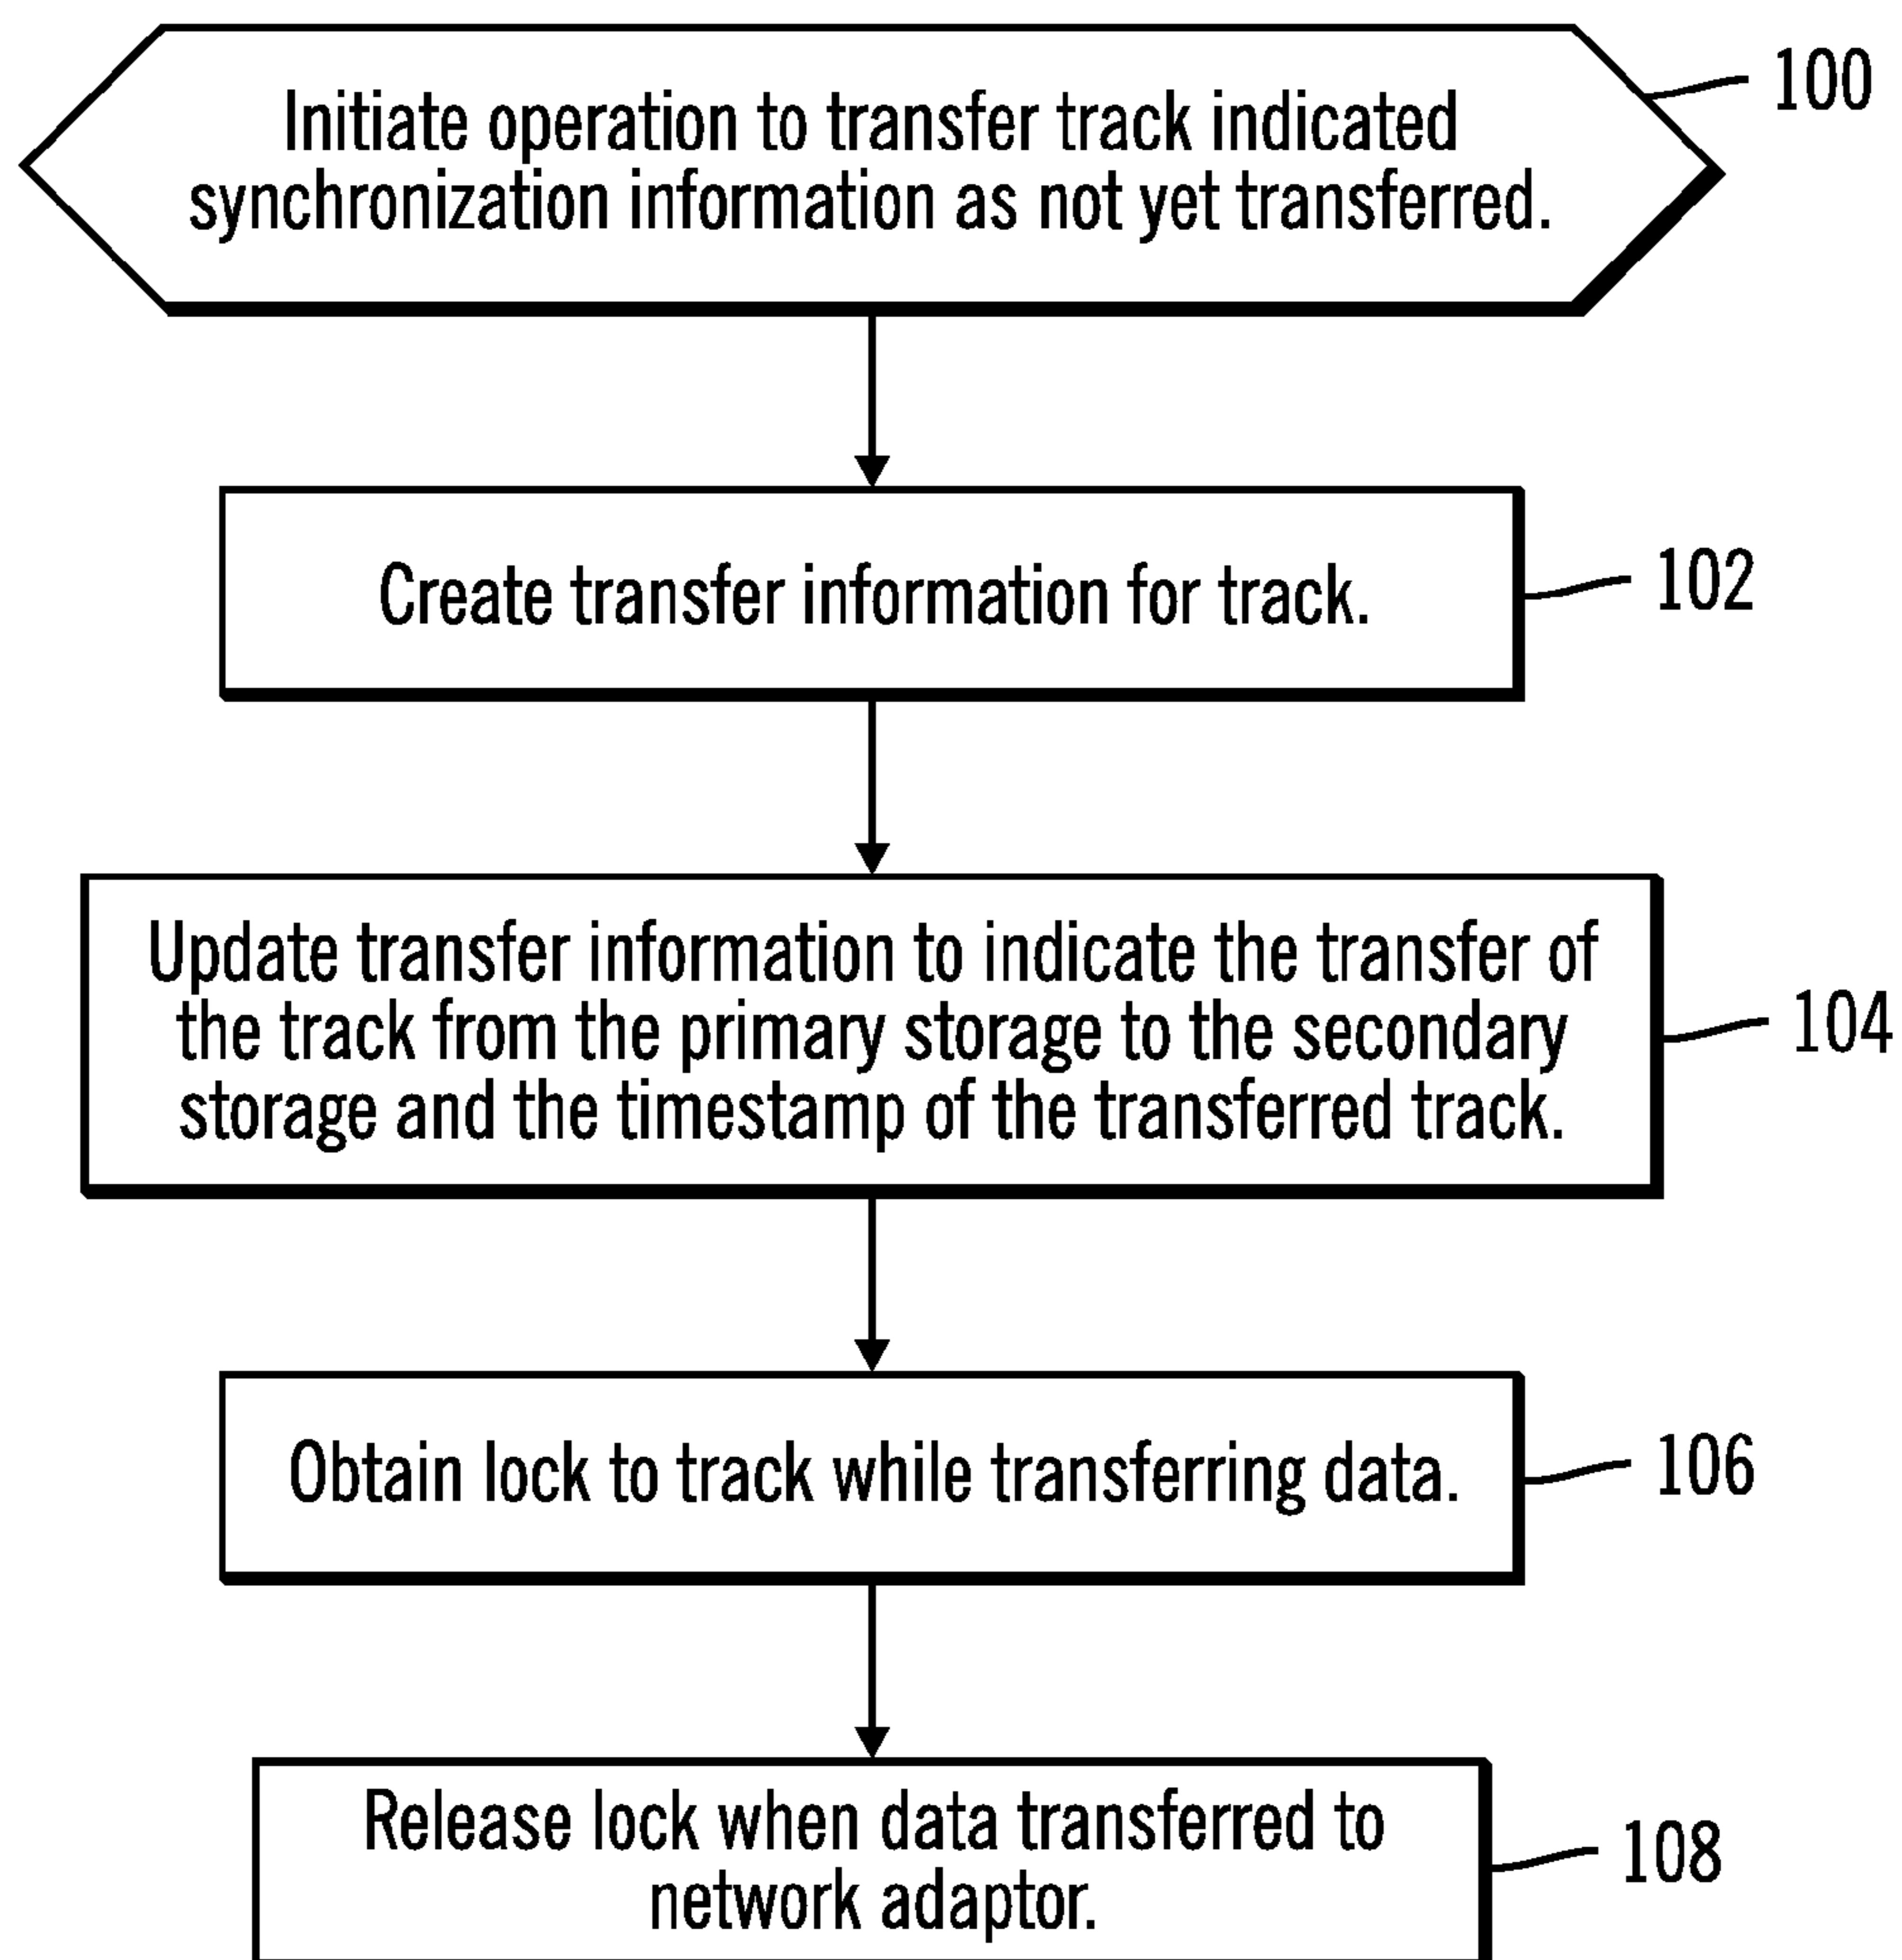 Initiate operation to transfer track indicated
synchronization information as not yet transferred.
100
Create transfer information for track.
102
Update transfer information to indicate the transfer of
the track from the primary storage to the secondary
storage and the timestamp of the transferred track.
104
Obtain lock to track while transferring data.
106
Release lock when data transferred to
network adaptor.
108